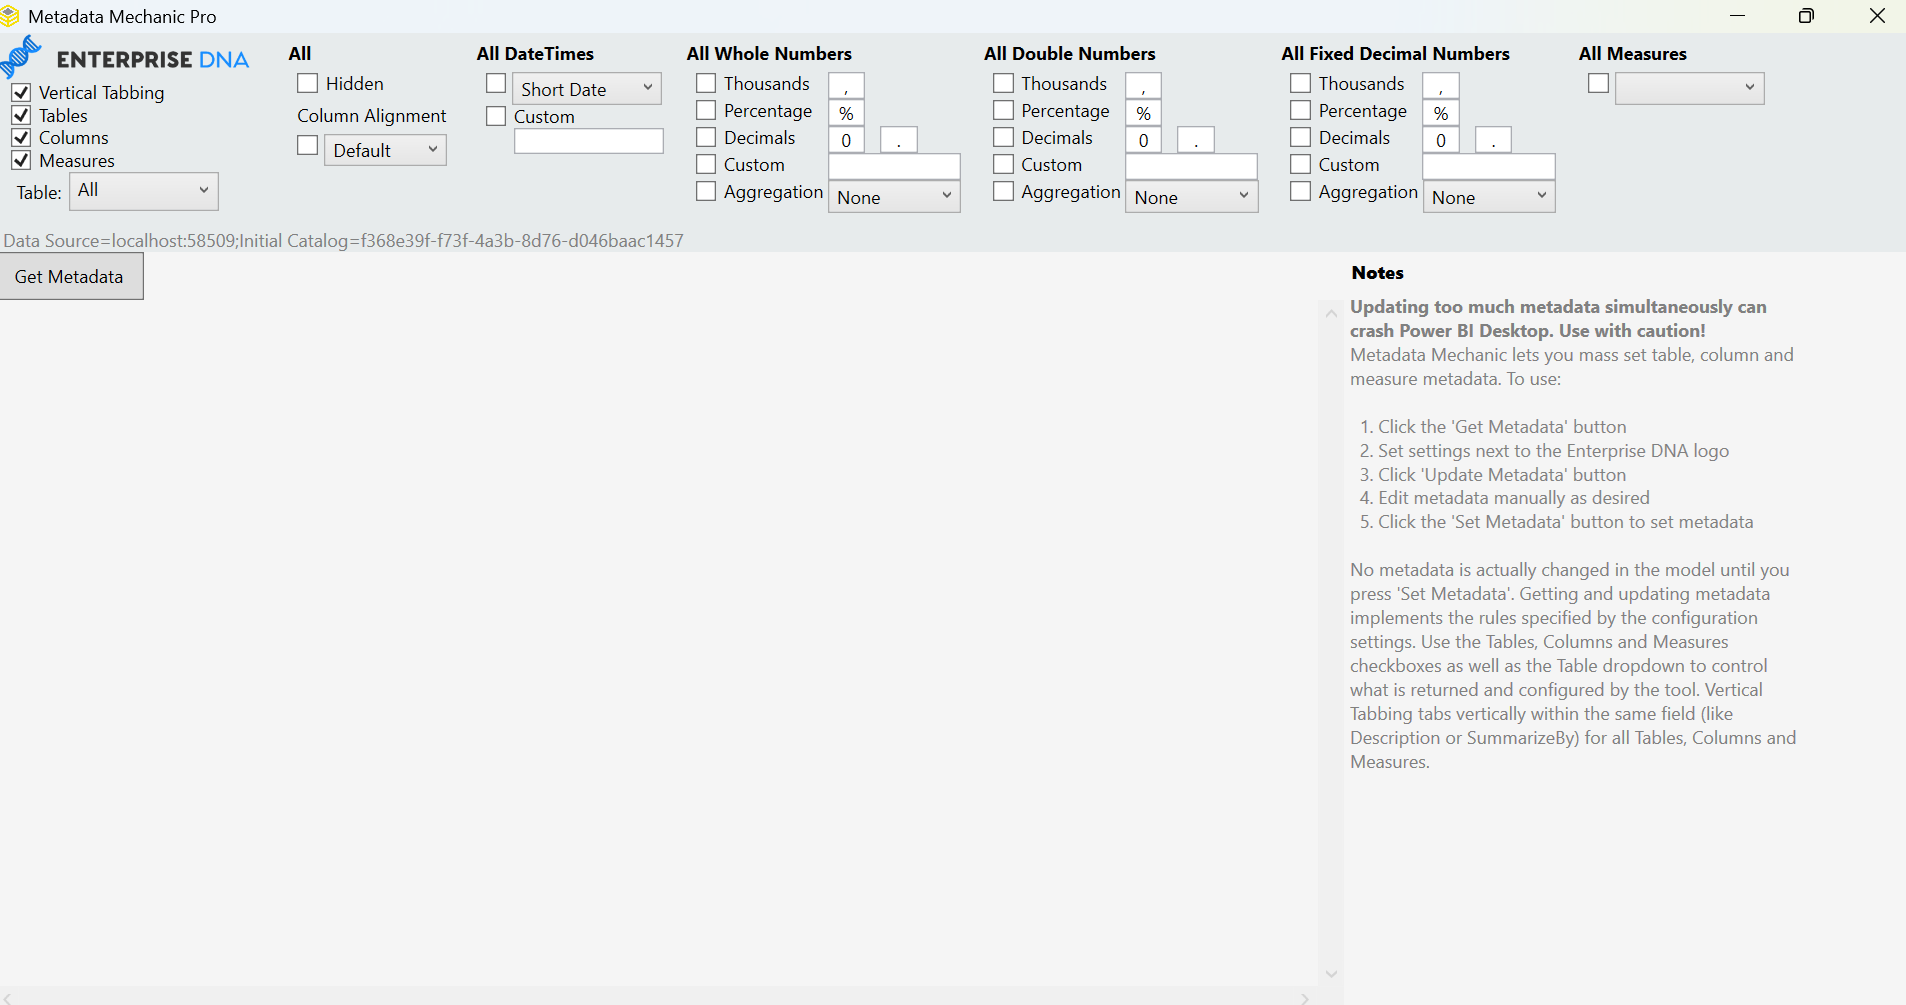 Metadata Mechanic Pro
ENTERPRISE DNA
Vertical Tabbing
Tables
Columns
Measures
Table: All
All
Hidden
Column Alignment
Default
All DateTimes
Short Date
Custom
All Whole Numbers
Thousands ,
Percentage %
Decimals 0 .
Custom
Aggregation None
All Double Numbers
Thousands ,
Percentage %
Decimals 0 .
Custom
Aggregation None
All Fixed Decimal Numbers
Thousands ,
Percentage %
Decimals 0 .
Custom
Aggregation None
All Measures
Data Source=localhost:58509;Initial Catalog=f368e39f-f73f-4a3b-8d76-d046baac1457
Get Metadata
Notes
Updating too much metadata simultaneously can
crash Power BI Desktop. Use with caution!
Metadata Mechanic lets you mass set table, column and
measure metadata. To use:
1. Click the 'Get Metadata' button
2. Set settings next to the Enterprise DNA logo
3. Click 'Update Metadata' button
4. Edit metadata manually as desired
5. Click the 'Set Metadata' button to set metadata
No metadata is actually changed in the model until you
press 'Set Metadata'. Getting and updating metadata
implements the rules specified by the configuration
settings. Use the Tables, Columns and Measures
checkboxes as well as the Table dropdown to control
what is returned and configured by the tool. Vertical
Tabbing tabs vertically within the same field (like
Description or SummarizeBy) for all Tables, Columns and
Measures.